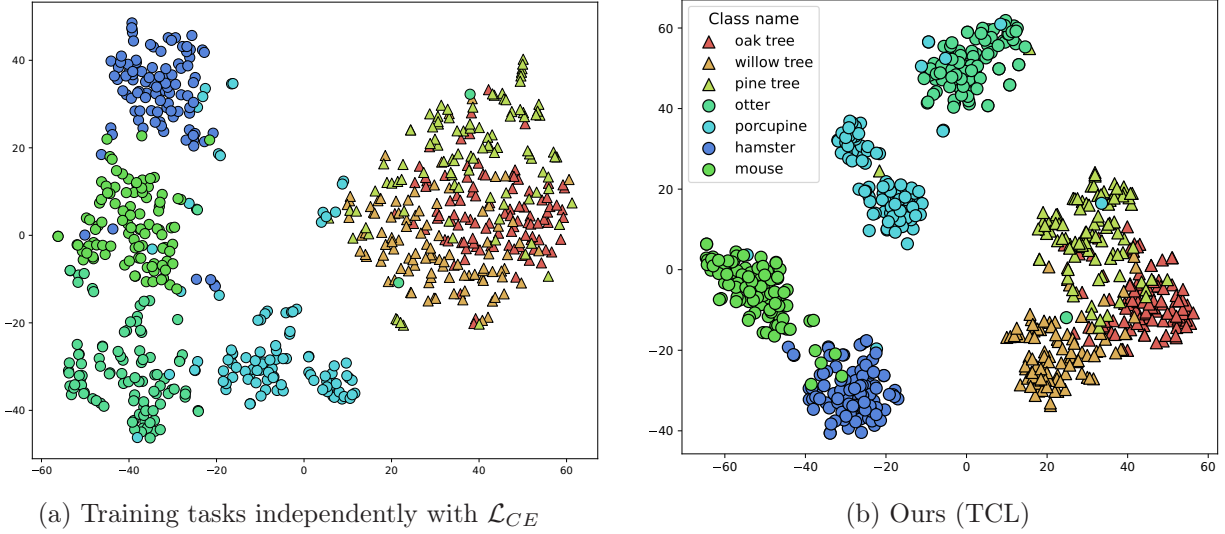 40
20
0
−20
−40
−60
−40
−20
0
20
40
60
(a) Training tasks independently with ℒ_CE
Class name
oak tree
willow tree
pine tree
otter
porcupine
hamster
mouse
60
40
20
0
−20
−40
−60
−40
−20
0
20
40
60
(b) Ours (TCL)